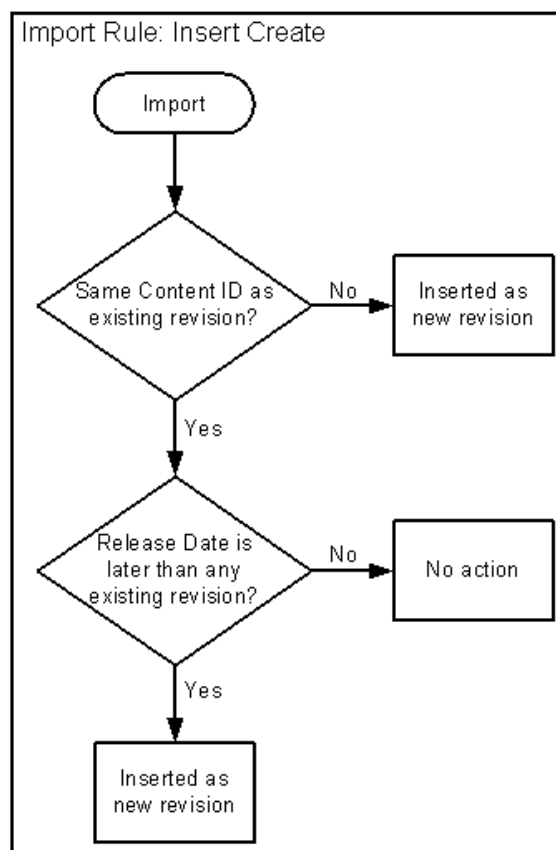 Import Rule: Insert Create
Import
Same Content ID as
existing revision?
No
Inserted as
new revision
Yes
Release Date is
later than any
existing revision?
No
No action
Yes
Inserted as
new revision